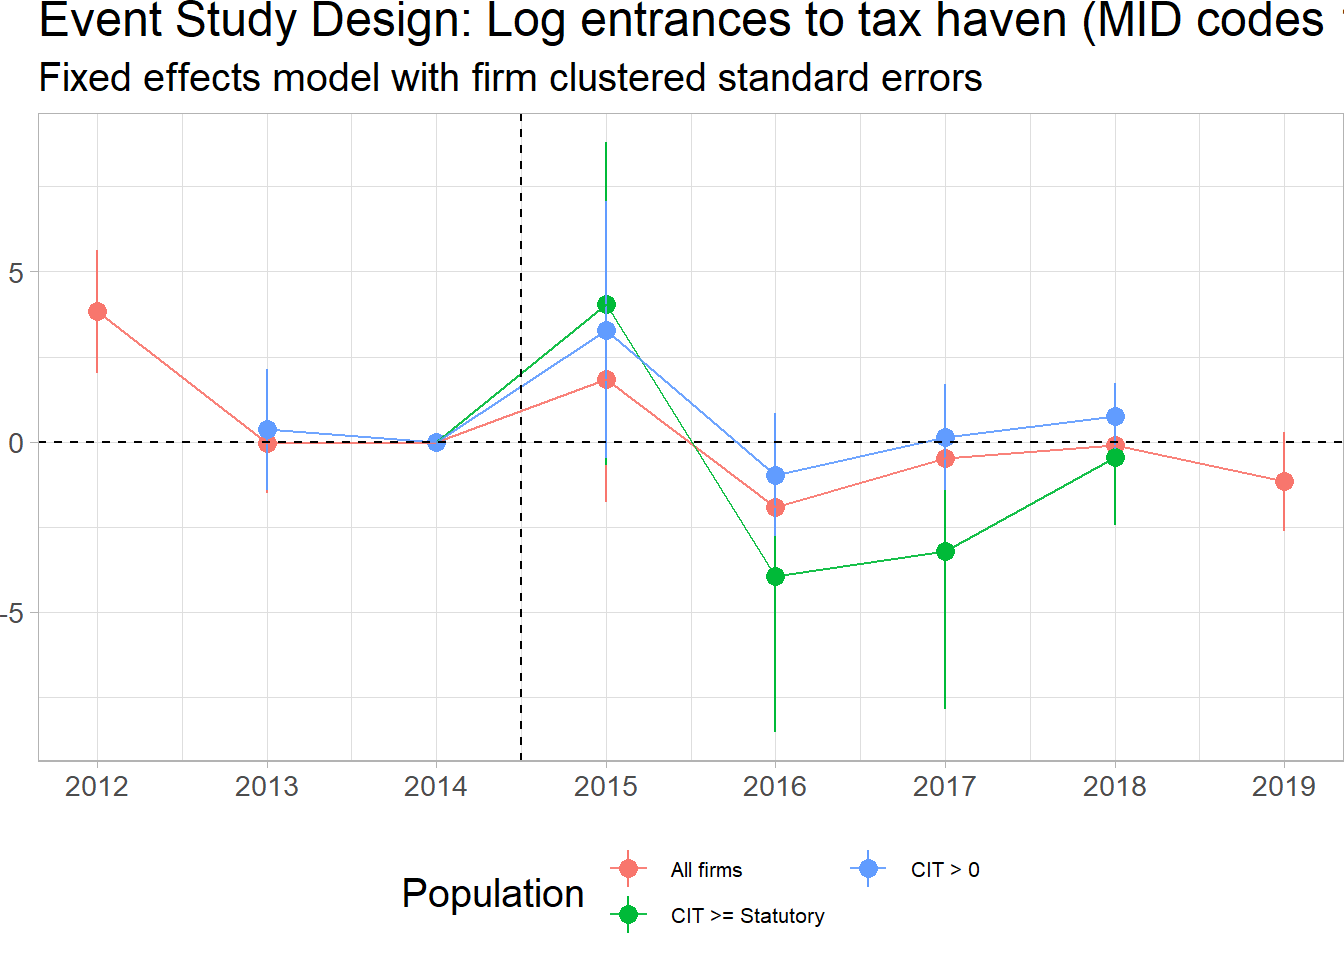 Event Study Design: Log entrances to tax haven (MID codes
Fixed effects model with firm clustered standard errors
5
0
-5
2012 2013 2014 2015 2016 2017 2018 2019
Population
All firms
CIT > 0
CIT >= Statutory